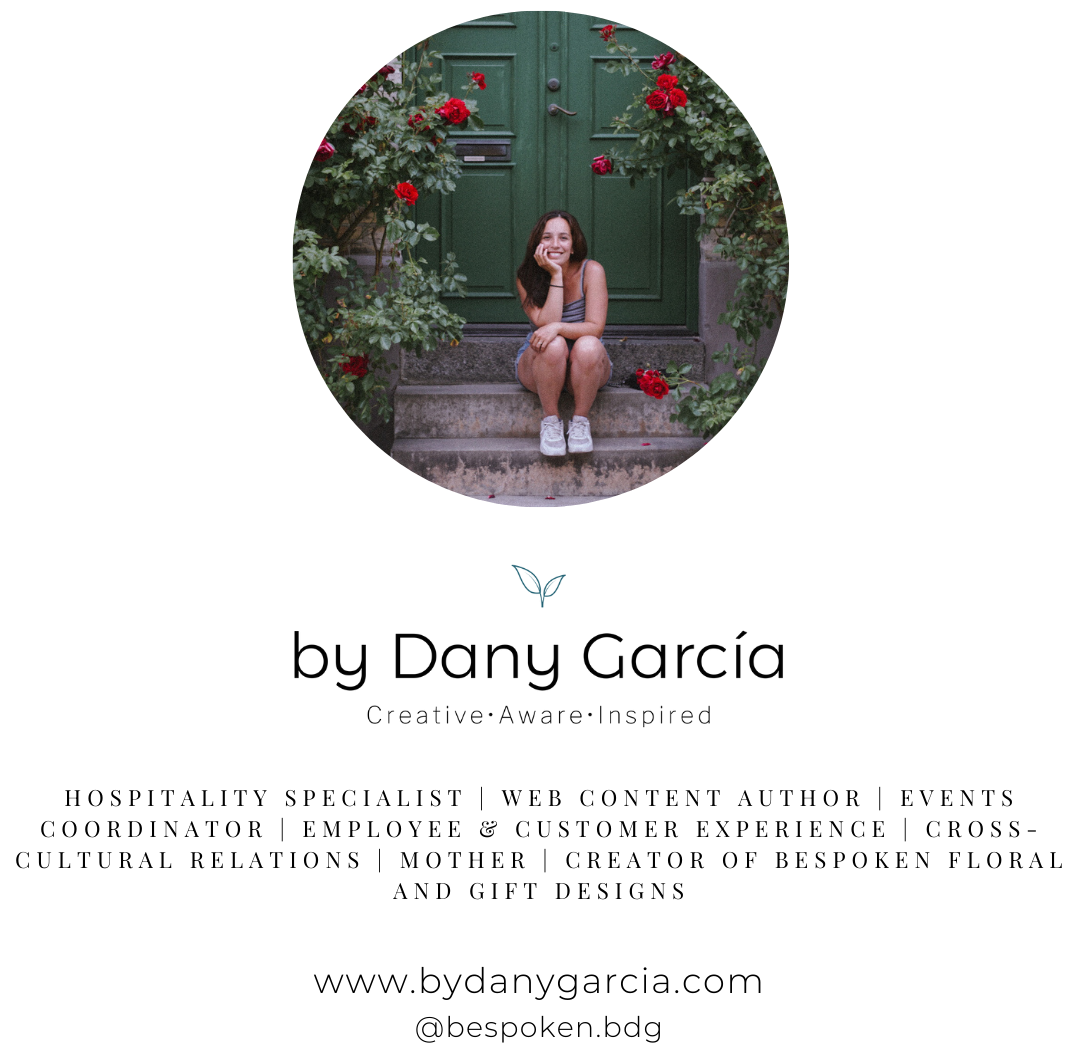 by Dany García
Creative•Aware•Inspired
HOSPITALITY SPECIALIST | WEB CONTENT AUTHOR | EVENTS
COORDINATOR | EMPLOYEE & CUSTOMER EXPERIENCE | CROSS-
CULTURAL RELATIONS | MOTHER | CREATOR OF BESPOKEN FLORAL
AND GIFT DESIGNS
www.bydanygarcia.com
@bespoken.bdg